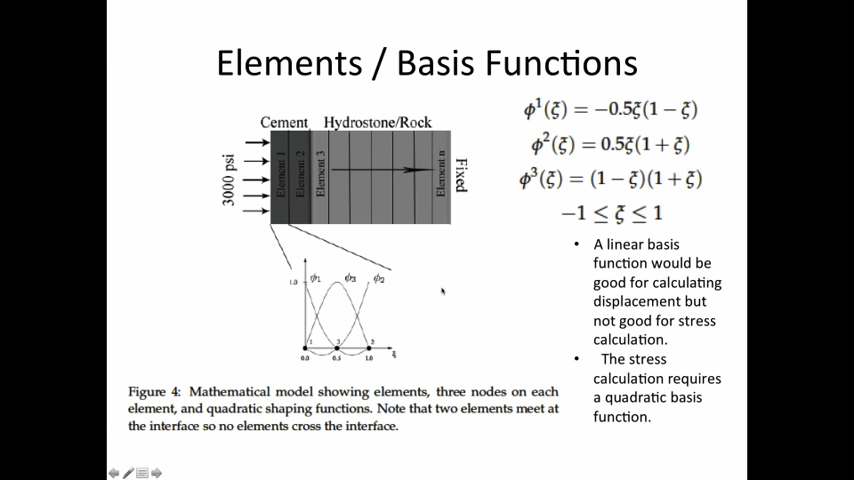 Elements / Basis Functions
Cement Hydrostone/Rock
3000 psi
Element 1
Element 2
Element 3
Element n
Fixed
1.0
ϕ1 ϕ3 ϕ2
1 3 2
0.0 0.5 1.0 ξ
Figure 4: Mathematical model showing elements, three nodes on each
element, and quadratic shaping functions. Note that two elements meet at
the interface so no elements cross the interface.
ϕ¹(ξ) = −0.5ξ(1 − ξ)
ϕ²(ξ) = 0.5ξ(1 + ξ)
ϕ³(ξ) = (1 − ξ)(1 + ξ)
−1 ≤ ξ ≤ 1
• A linear basis
function would be
good for calculating
displacement but
not good for stress
calculation.
• The stress
calculation requires
a quadratic basis
function.